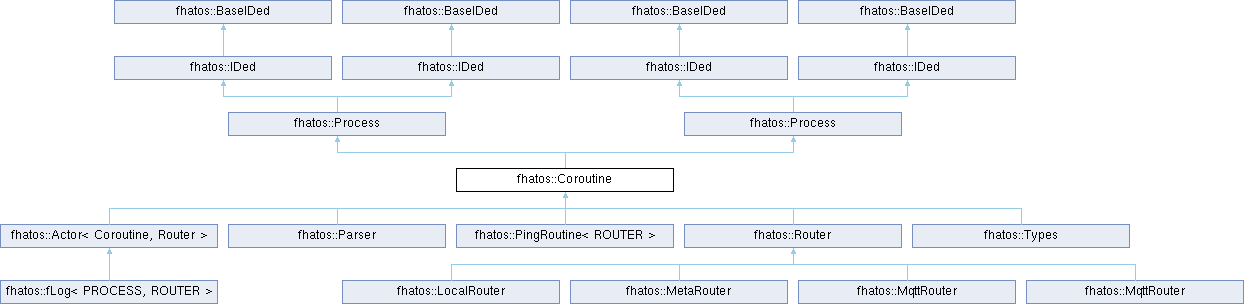 fhatos::BaseIDed
fhatos::BaseIDed
fhatos::BaseIDed
fhatos::BaseIDed
fhatos::IDed
fhatos::IDed
fhatos::IDed
fhatos::IDed
fhatos::Process
fhatos::Process
fhatos::Coroutine
fhatos::Actor< Coroutine, Router >
fhatos::Parser
fhatos::PingRoutine< ROUTER >
fhatos::Router
fhatos::Types
fhatos::fLog< PROCESS, ROUTER >
fhatos::LocalRouter
fhatos::MetaRouter
fhatos::MqttRouter
fhatos::MqttRouter